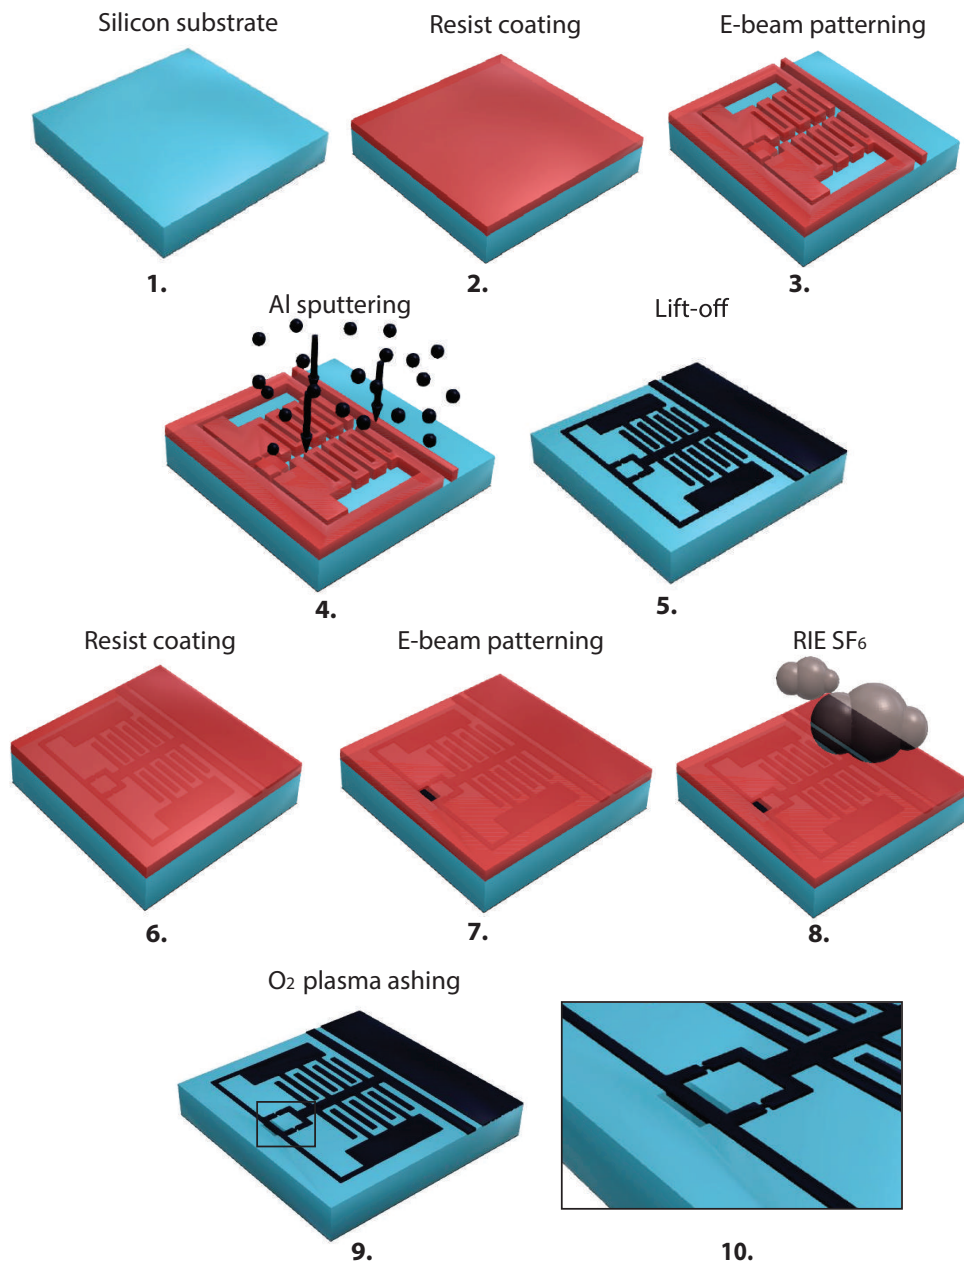 Silicon substrate
Resist coating
E-beam patterning
1.
2.
3.
Al sputtering
Lift-off
4.
5.
Resist coating
E-beam patterning
RIE SF6
6.
7.
8.
O2 plasma ashing
9.
10.